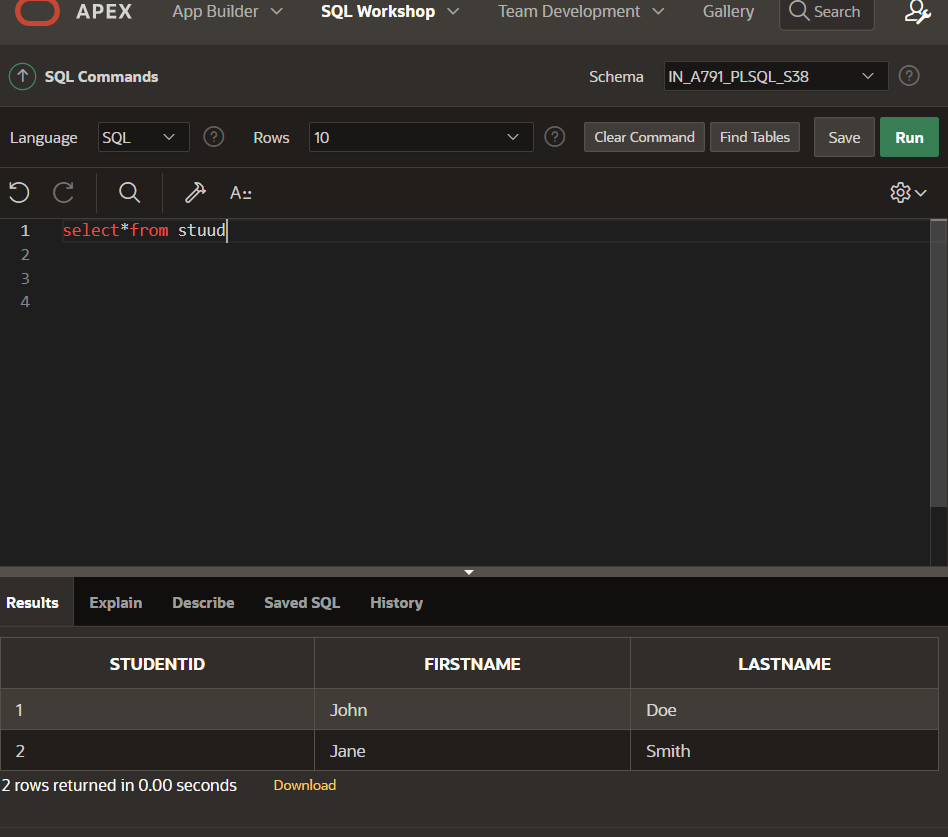 APEX App Builder SQL Workshop Team Development Gallery Search
SQL Commands Schema IN_A791_PLSQL_S38 ?
Language SQL ? Rows 10 ? Clear Command Find Tables Save Run
A::
1 select*from stuud
2
3
4
Results Explain Describe Saved SQL History
STUDENTID FIRSTNAME LASTNAME
1 John Doe
2 Jane Smith
2 rows returned in 0.00 seconds Download